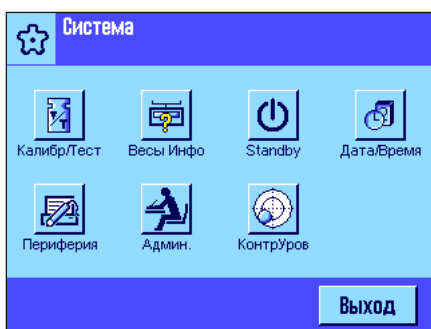 Система
Калибр/Тест
Весы Инфо
Standby
Дата/Время
Периферия
Админ.
КонтрУров
Выход